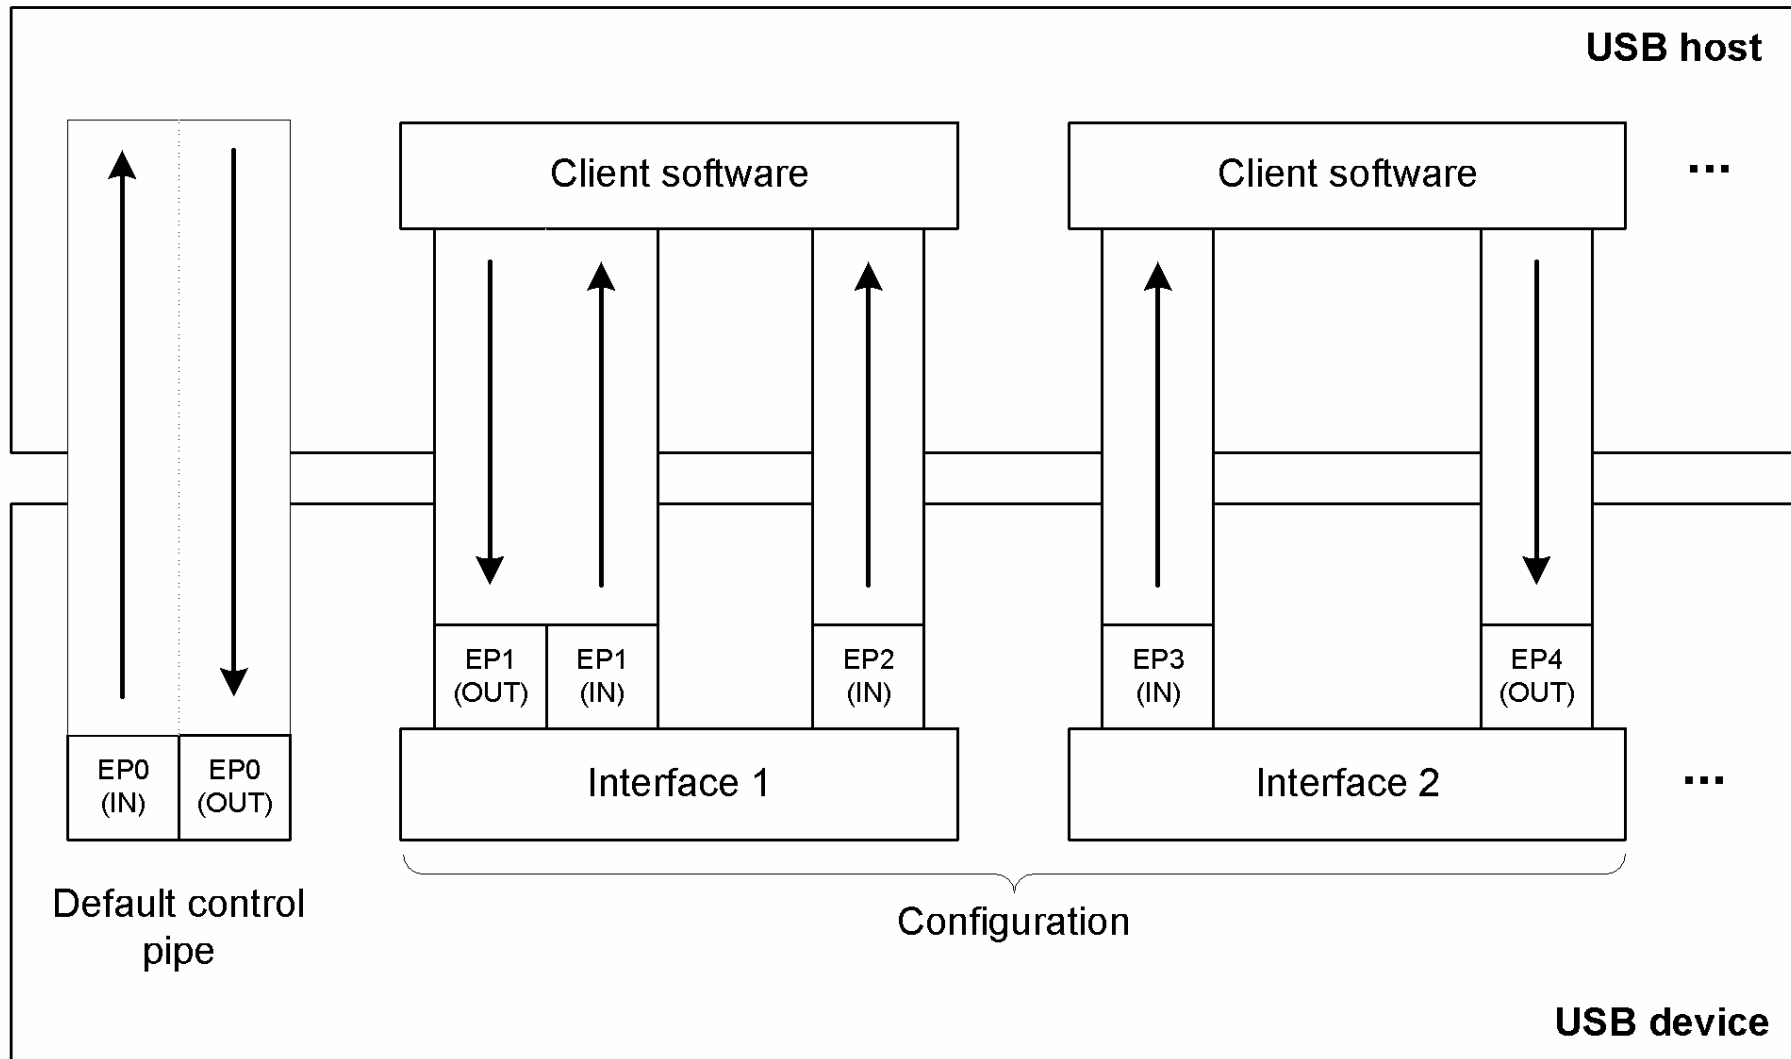 USB host
Client software
Client software
...
EP1
(OUT)
EP1
(IN)
EP2
(IN)
EP3
(IN)
EP4
(OUT)
EP0
(IN)
EP0
(OUT)
Interface 1
Interface 2
...
Default control
pipe
Configuration
USB device